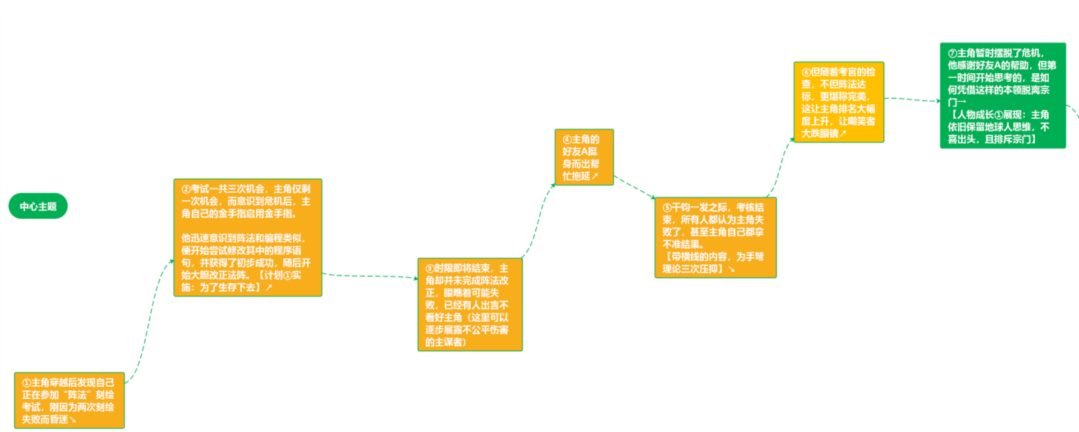 中心主题
①主角穿越后发现自己
正在参加“阵法”刻绘
考试，刚因为两次刻绘
失败而昏迷↘
②考试一共三次机会，主角仅剩
一次机会，而意识到危机后，主
角自己的金手指启用金手指。
他迅速意识到阵法和编程类似，
便开始尝试修改其中的程序语
句，并获得了初步成功，随后开
始大胆改正法阵。【计划①实
施：为了生存下去】↗
③时限即将结束，主
角却并未完成阵法改
正，眼瞧着可能失
败，已经有人出言不
看好主角（这里可以
逐步展露不公平伤害
的主谋者）
④主角的
好友A挺
身而出帮
忙拖延↗
⑤千钧一发之际，考核结
束，所有人都认为主角失
败了，甚至主角自己都拿
不准结果。
【带横线的内容，为手弩
理论三次压抑】↘
⑥但随着考官的检
查，不但阵法达
标，更堪称完美，
这让主角排名大幅
度上升，让嘲笑者
大跌眼镜↗
⑦主角暂时摆脱了危机，
他感谢好友A的帮助，但第
一时间开始思考的，是如
何凭借这样的本领脱离宗
门→
【人物成长①展现：主角
依旧保留地球人思维，不
喜出头，且排斥宗门】